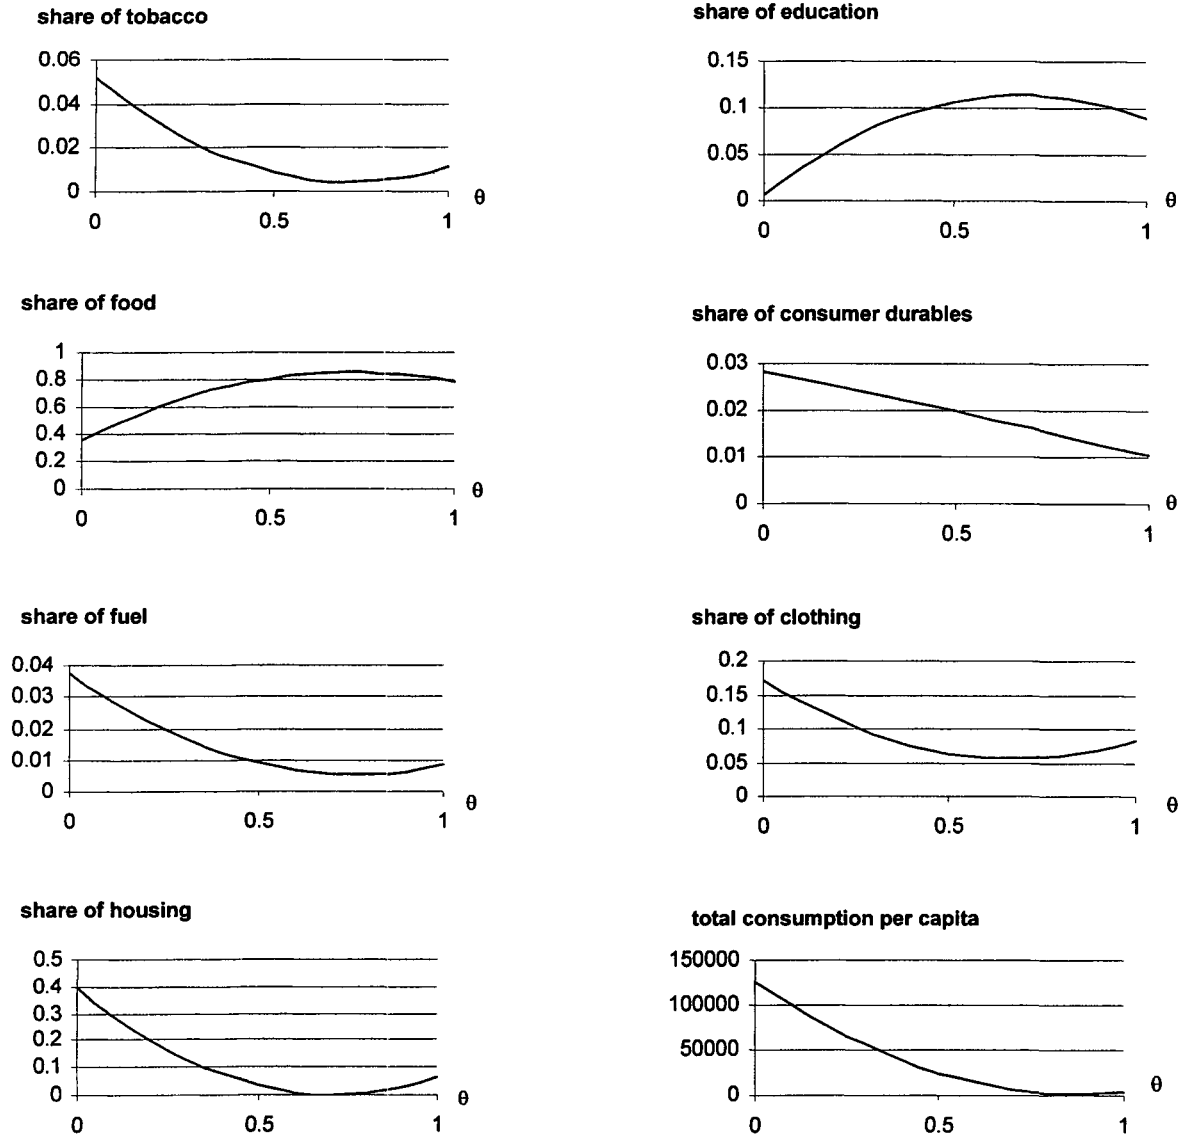 share of tobacco
0.06
0.04
0.02
0
0 0.5 1
θ
share of education
0.15
0.1
0.05
0
0 0.5 1
θ
share of food
1
0.8
0.6
0.4
0.2
0
0 0.5 1
θ
share of consumer durables
0.03
0.02
0.01
0
0 0.5 1
θ
share of fuel
0.04
0.03
0.02
0.01
0
0 0.5 1
θ
share of clothing
0.2
0.15
0.1
0.05
0
0 0.5 1
θ
share of housing
0.5
0.4
0.3
0.2
0.1
0
0 0.5 1
θ
total consumption per capita
150000
100000
50000
0
0 0.5 1
θ